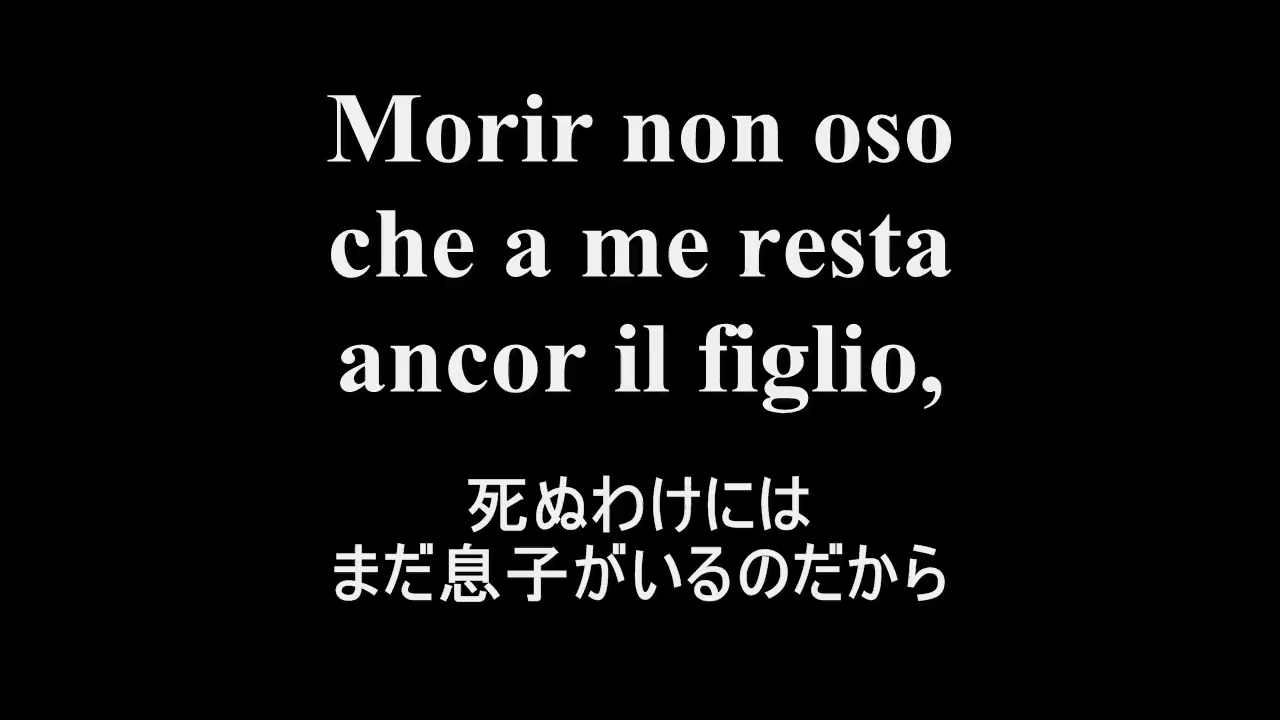 Morir non oso
che a me resta
ancor il figlio,
死ぬわけには
まだ息子がいるのだから